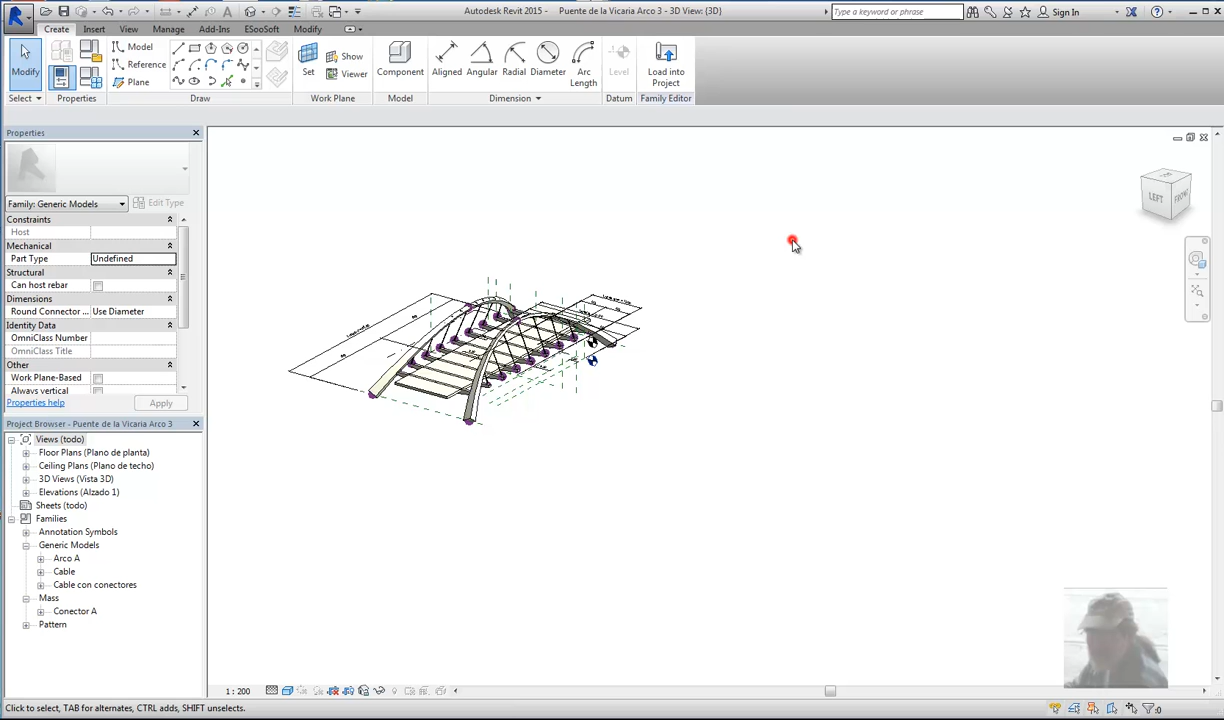 Autodesk Revit 2015 - Puente de la Vicaria Arco 3 - 3D View: {3D}
Type a keyword or phrase
Sign In
Create Insert View Manage Add-Ins ESooSoft Modify
Modify
Model
Reference
Plane
Set
Show
Viewer
Component
Aligned Angular Radial Diameter Arc Length
Level
Load into Project
Select Properties Draw Work Plane Model Dimension Datum Family Editor
Properties
Family: Generic Models
Edit Type
Constraints
Host
Mechanical
Part Type Undefined
Structural
Can host rebar
Dimensions
Round Connector ... Use Diameter
Identity Data
OmniClass Number
OmniClass Title
Other
Work Plane-Based
Always vertical
Properties help
Apply
Project Browser - Puente de la Vicaria Arco 3
Views (todo)
Floor Plans (Plano de planta)
Ceiling Plans (Plano de techo)
3D Views (Vista 3D)
Elevations (Alzado 1)
Sheets (todo)
Families
Annotation Symbols
Generic Models
Arco A
Cable
Cable con conectores
Mass
Conector A
Pattern
LEFT
FRONT
1 : 200
Click to select, TAB for alternates, CTRL adds, SHIFT unselects.
:0